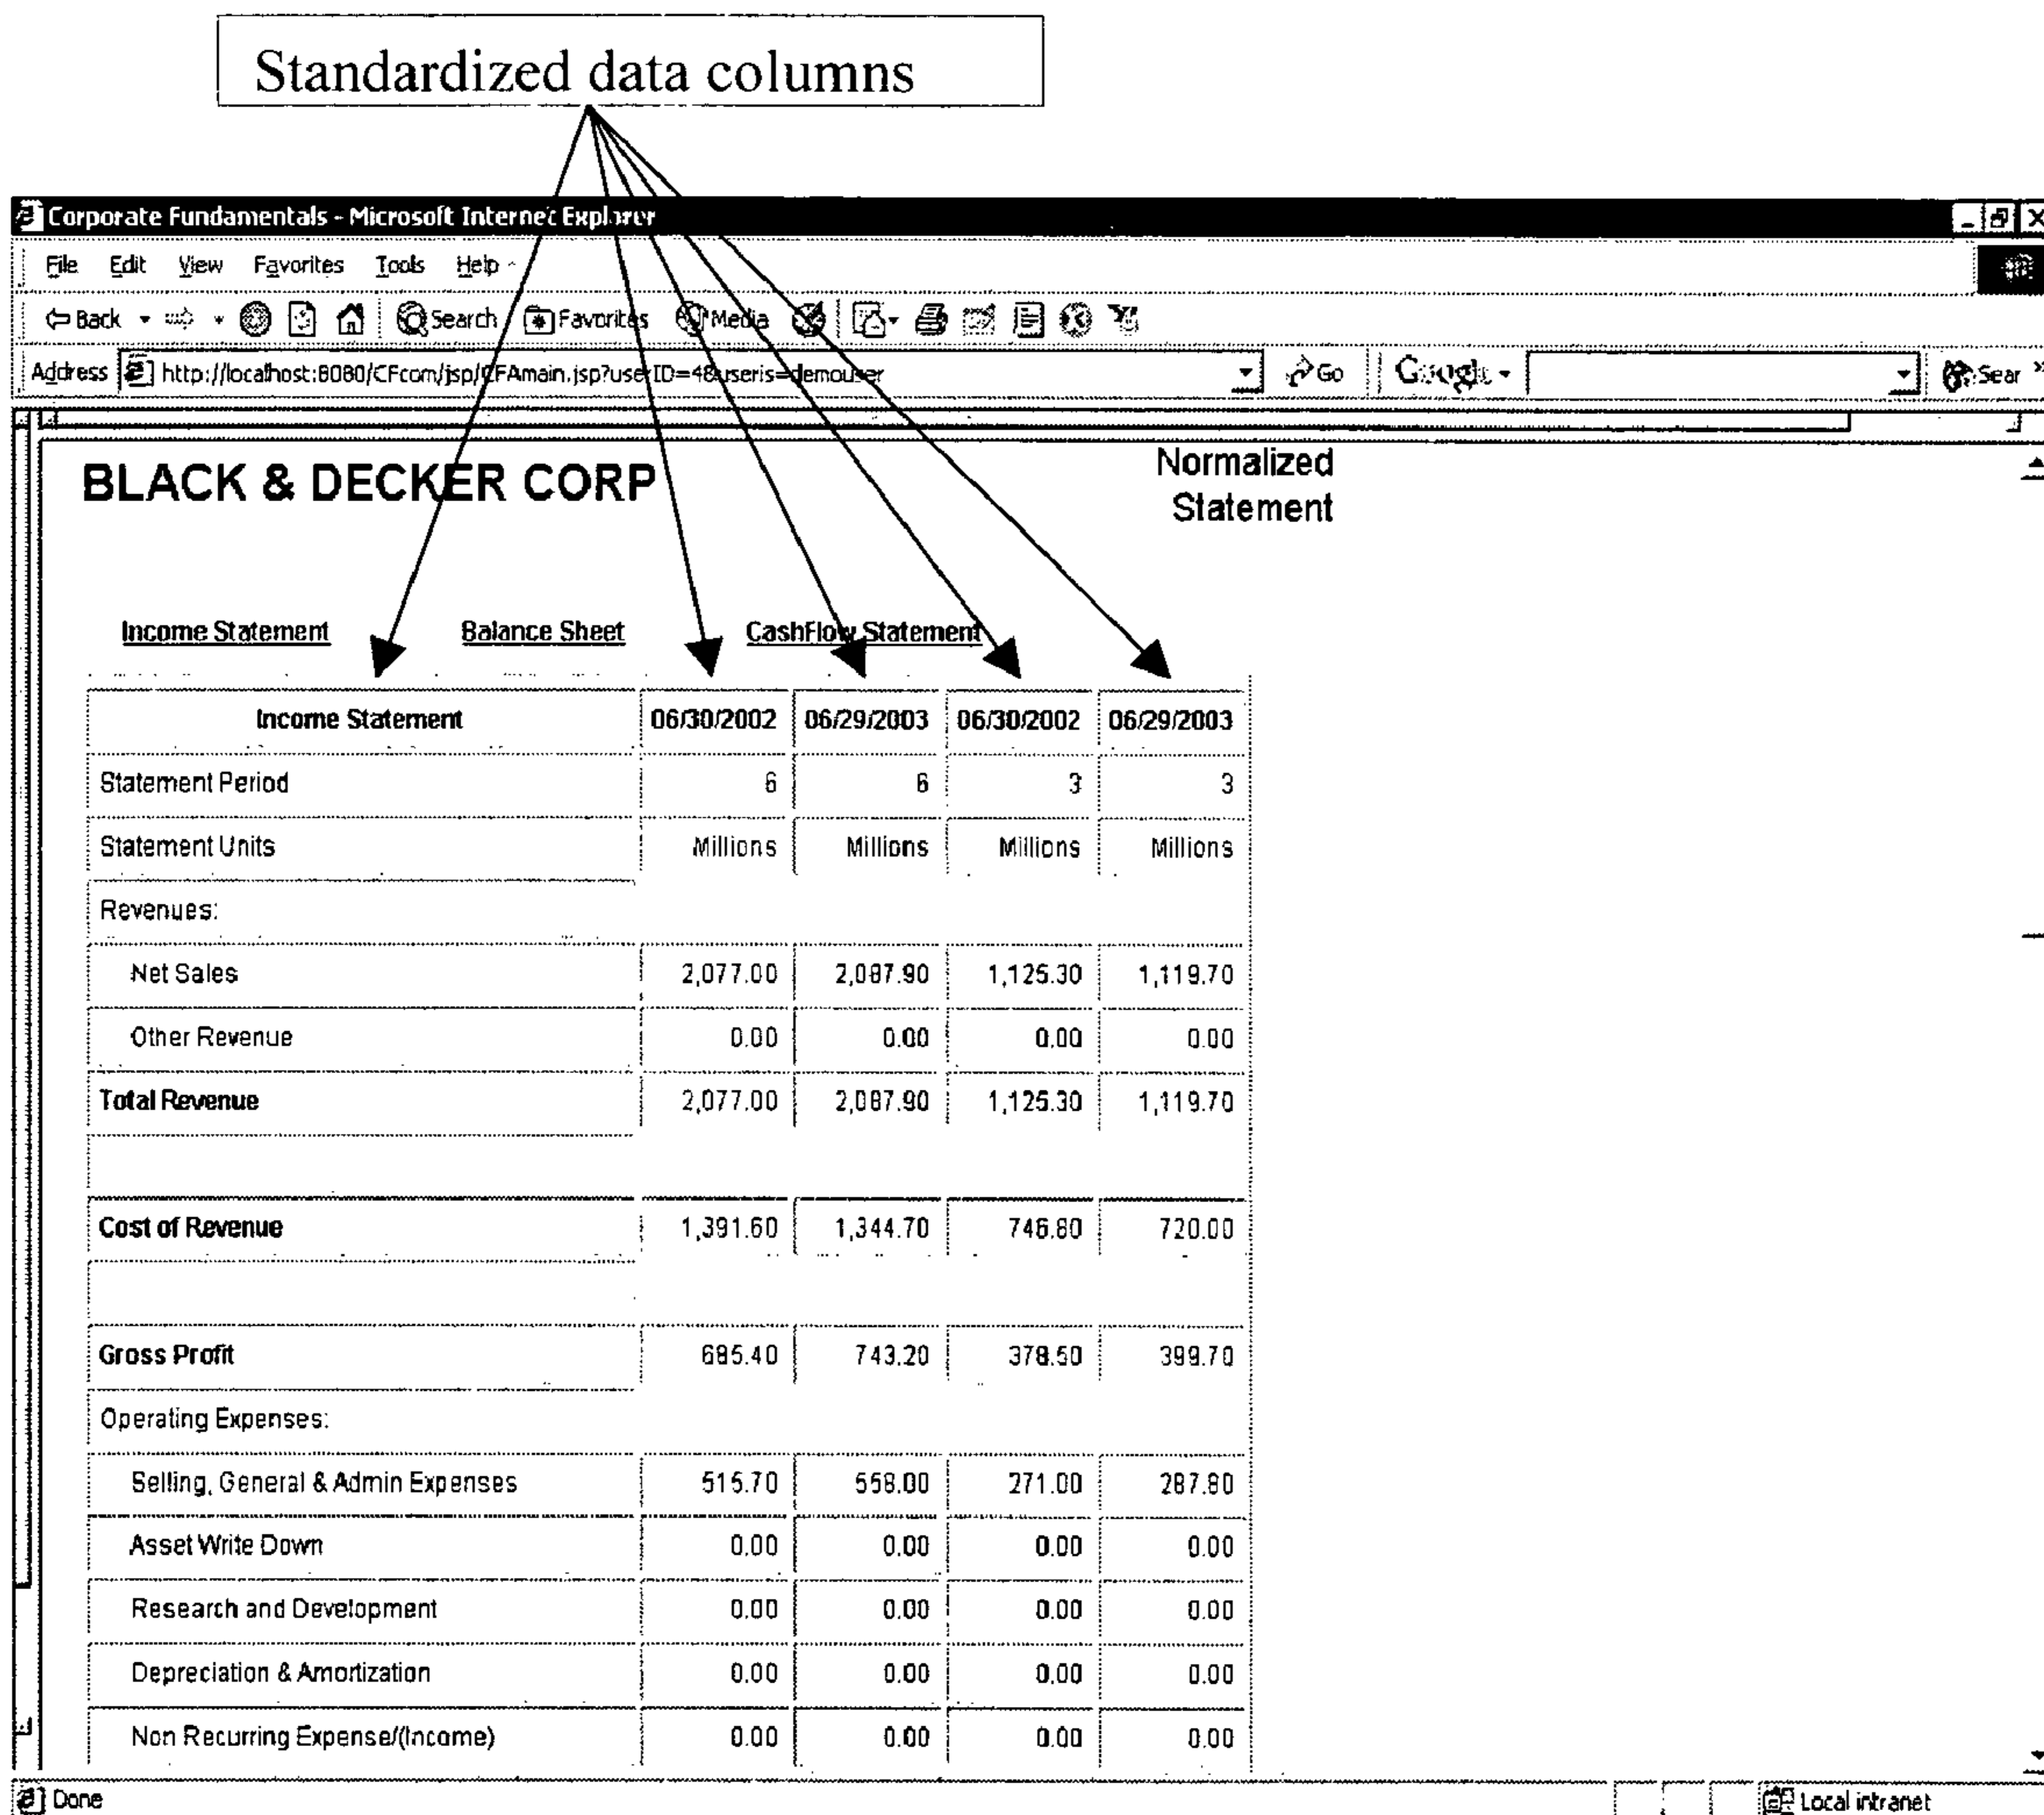 Standardized data columns
Corporate Fundamentals - Microsoft Internet Explorer
File Edit View Favorites Tools Help
Back Search Favorites Media
Address http://localhost:8080/CFcom/jsp/CFAmain.jsp?userID=4&useris=demouser Go Google Sear »
BLACK & DECKER CORP
Normalized
Statement
Income Statement Balance Sheet CashFlow Statement
Income Statement 06/30/2002 06/29/2003 06/30/2002 06/29/2003
Statement Period 6 6 3 3
Statement Units Millions Millions Millions Millions
Revenues:
Net Sales 2,077.00 2,087.90 1,125.30 1,119.70
Other Revenue 0.00 0.00 0.00 0.00
Total Revenue 2,077.00 2,087.90 1,125.30 1,119.70
Cost of Revenue 1,391.60 1,344.70 746.80 720.00
Gross Profit 685.40 743.20 378.50 399.70
Operating Expenses:
Selling, General & Admin Expenses 515.70 558.00 271.00 287.80
Asset Write Down 0.00 0.00 0.00 0.00
Research and Development 0.00 0.00 0.00 0.00
Depreciation & Amortization 0.00 0.00 0.00 0.00
Non Recurring Expense/(Income) 0.00 0.00 0.00 0.00
Done Local intranet